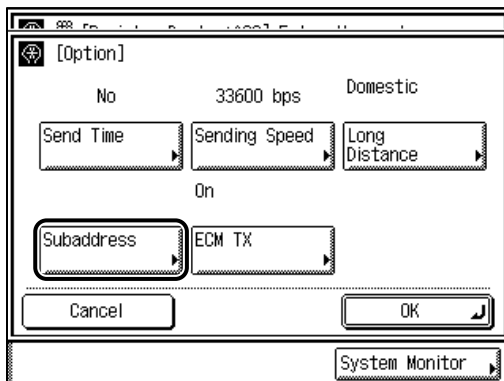 [Option]
No 33600 bps Domestic
Send Time Sending Speed Long
Distance
On
Subaddress ECM TX
Cancel OK
System Monitor